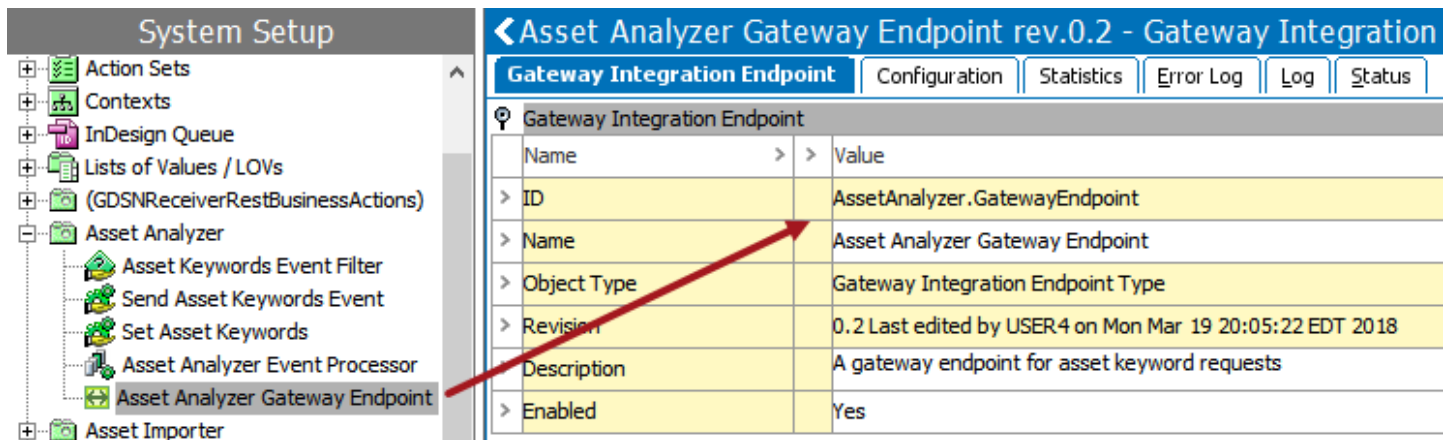 System Setup
Action Sets
Contexts
InDesign Queue
Lists of Values / LOVs
(GDSNReceiverRestBusinessActions)
Asset Analyzer
Asset Keywords Event Filter
Send Asset Keywords Event
Set Asset Keywords
Asset Analyzer Event Processor
Asset Analyzer Gateway Endpoint
Asset Importer
Asset Analyzer Gateway Endpoint rev.0.2 - Gateway Integration
Gateway Integration Endpoint Configuration Statistics Error Log Log Status
Gateway Integration Endpoint
Name > > Value
> ID AssetAnalyzer.GatewayEndpoint
> Name Asset Analyzer Gateway Endpoint
> Object Type Gateway Integration Endpoint Type
> Revision 0.2 Last edited by USER4 on Mon Mar 19 20:05:22 EDT 2018
> Description A gateway endpoint for asset keyword requests
> Enabled Yes